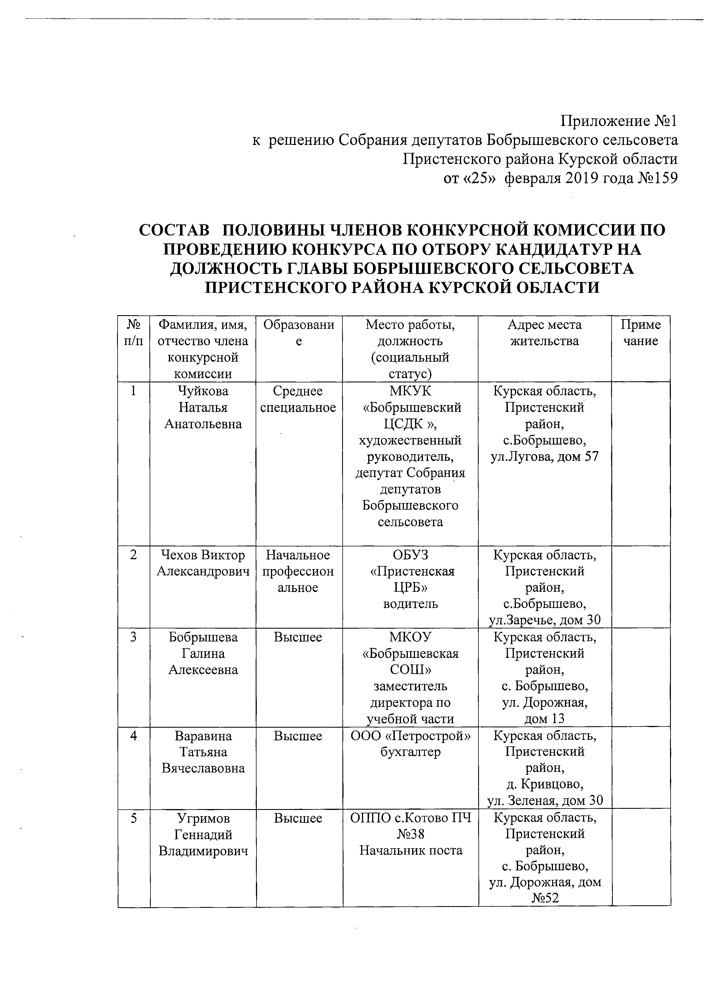 Приложение №1
к решению Собрания депутатов Бобрышевского сельсовета
Пристенского района Курской области
от «25» февраля 2019 года №159
СОСТАВ ПОЛОВИНЫ ЧЛЕНОВ КОНКУРСНОЙ КОМИССИИ ПО
ПРОВЕДЕНИЮ КОНКУРСА ПО ОТБОРУ КАНДИДАТУР НА
ДОЛЖНОСТЬ ГЛАВЫ БОБРЫШЕВСКОГО СЕЛЬСОВЕТА
ПРИСТЕНСКОГО РАЙОНА КУРСКОЙ ОБЛАСТИ
№
п/п
Фамилия, имя,
отчество члена
конкурсной
комиссии
Образовани
е
Место работы,
должность
(социальный
статус)
Адрес места
жительства
Приме
чание
1
Чуйкова
Наталья
Анатольевна
Среднее
специальное
МКУК
«Бобрышевский
ЦСДК »,
художественный
руководитель,
депутат Собрания
депутатов
Бобрышевского
сельсовета
Курская область,
Пристенский
район,
с.Бобрышево,
ул.Лугова, дом 57
2
Чехов Виктор
Александрович
Начальное
профессион
альное
ОБУЗ
«Пристенская
ЦРБ»
водитель
Курская область,
Пристенский
район,
с.Бобрышево,
ул.Заречье, дом 30
3
Бобрышева
Галина
Алексеевна
Высшее
МКОУ
«Бобрышевская
СОШ»
заместитель
директора по
учебной части
Курская область,
Пристенский
район,
с. Бобрышево,
ул. Дорожная,
дом 13
4
Варавина
Татьяна
Вячеславовна
Высшее
ООО «Петрострой»
бухгалтер
Курская область,
Пристенский
район,
д. Кривцово,
ул. Зеленая, дом 30
5
Угримов
Геннадий
Владимирович
Высшее
ОППО с.Котово ПЧ
№38
Начальник поста
Курская область,
Пристенский
район,
с. Бобрышево,
ул. Дорожная, дом
№52